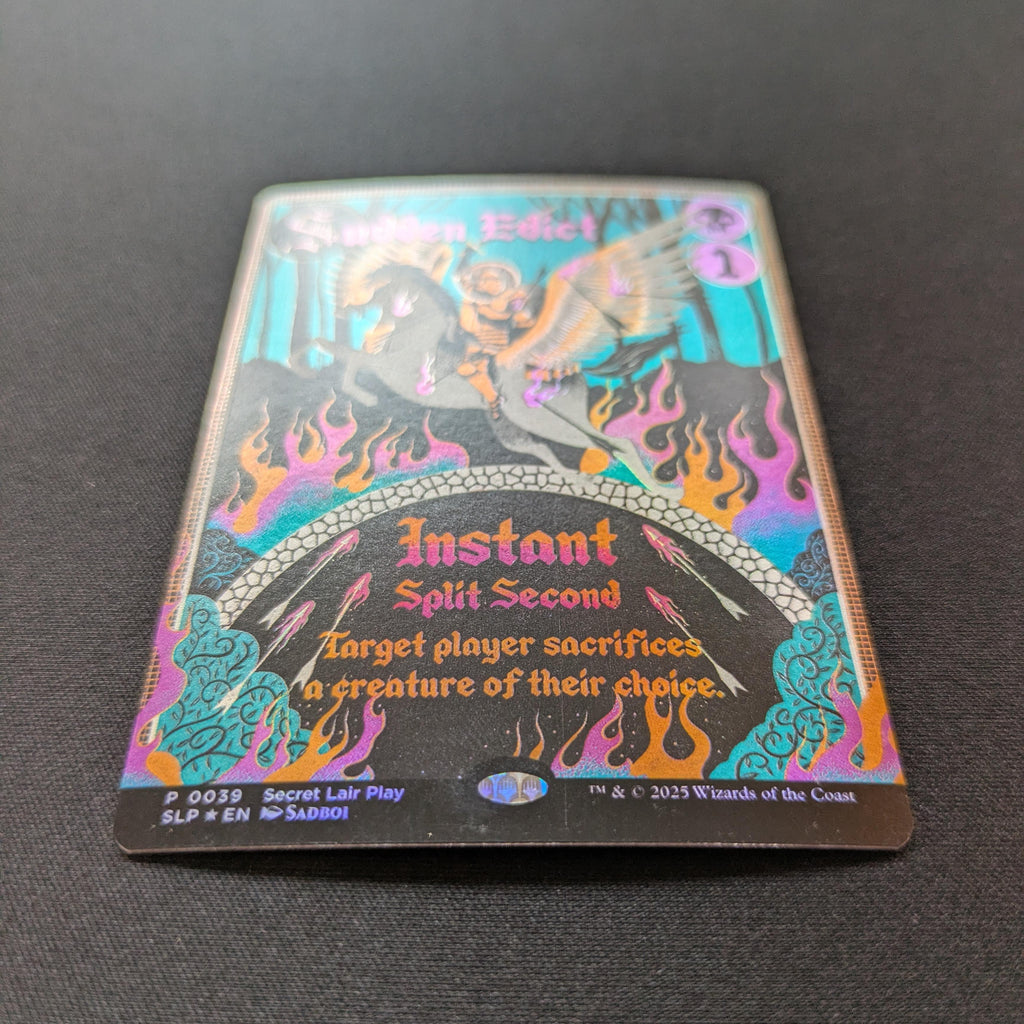 Sudden Edict
1
Instant
Split Second
Target player sacrifices
a creature of their choice.
P 0039 Secret Lair Play
SLP ★ EN SADBOI
™ & © 2025 Wizards of the Coast